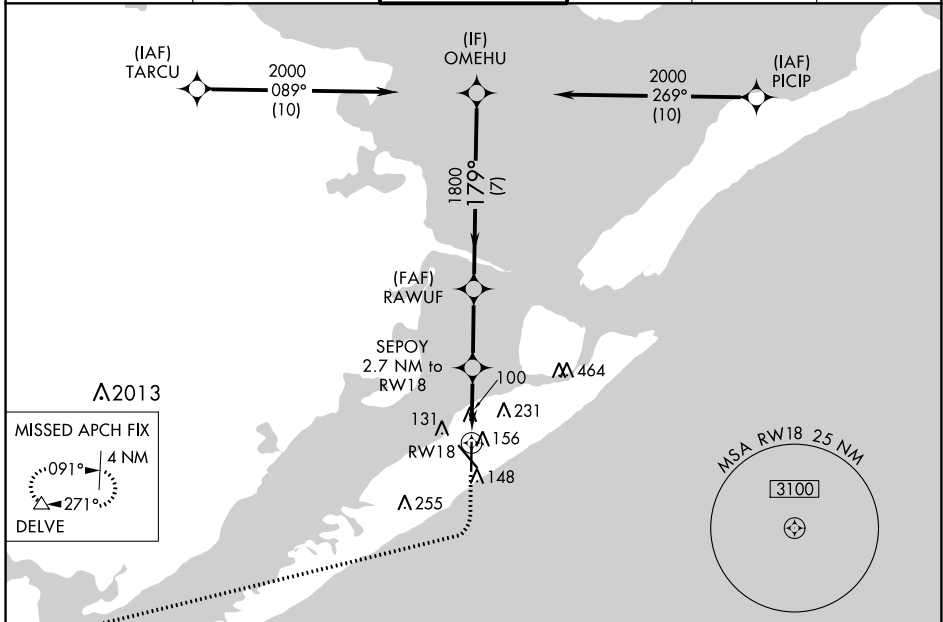 (IAF)
TARCU
2000
089°
(10)
(IF)
OMEHU
2000
269°
(10)
(IAF)
PICIP
1800
179°
(7)
(FAF)
RAWUF
SEPOY
2.7 NM to
RW18
100
464
231
131
156
RW18
148
255
2013
MISSED APCH FIX
4 NM
091°
271°
DELVE
MSA RW18 25 NM
3100